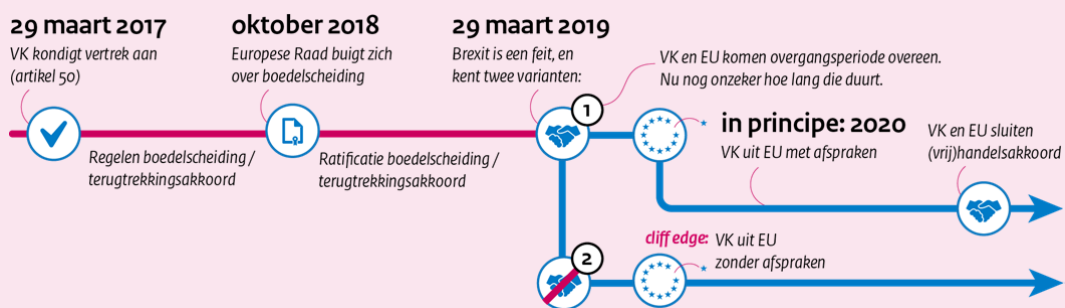 29 maart 2017
VK kondigt vertrek aan
(artikel 50)
Regelen boedelscheiding /
terugtrekkingsakkoord
oktober 2018
Europese Raad buigt zich
over boedelscheiding
Ratificatie boedelscheiding /
terugtrekkingsakkoord
29 maart 2019
Brexit is een feit, en
kent twee varianten:
1
VK en EU komen overgangsperiode overeen.
Nu nog onzeker hoe lang die duurt.
in principe: 2020
VK uit EU met afspraken
VK en EU sluiten
(vrij)handelsakkoord
2
cliff edge: VK uit EU
zonder afspraken